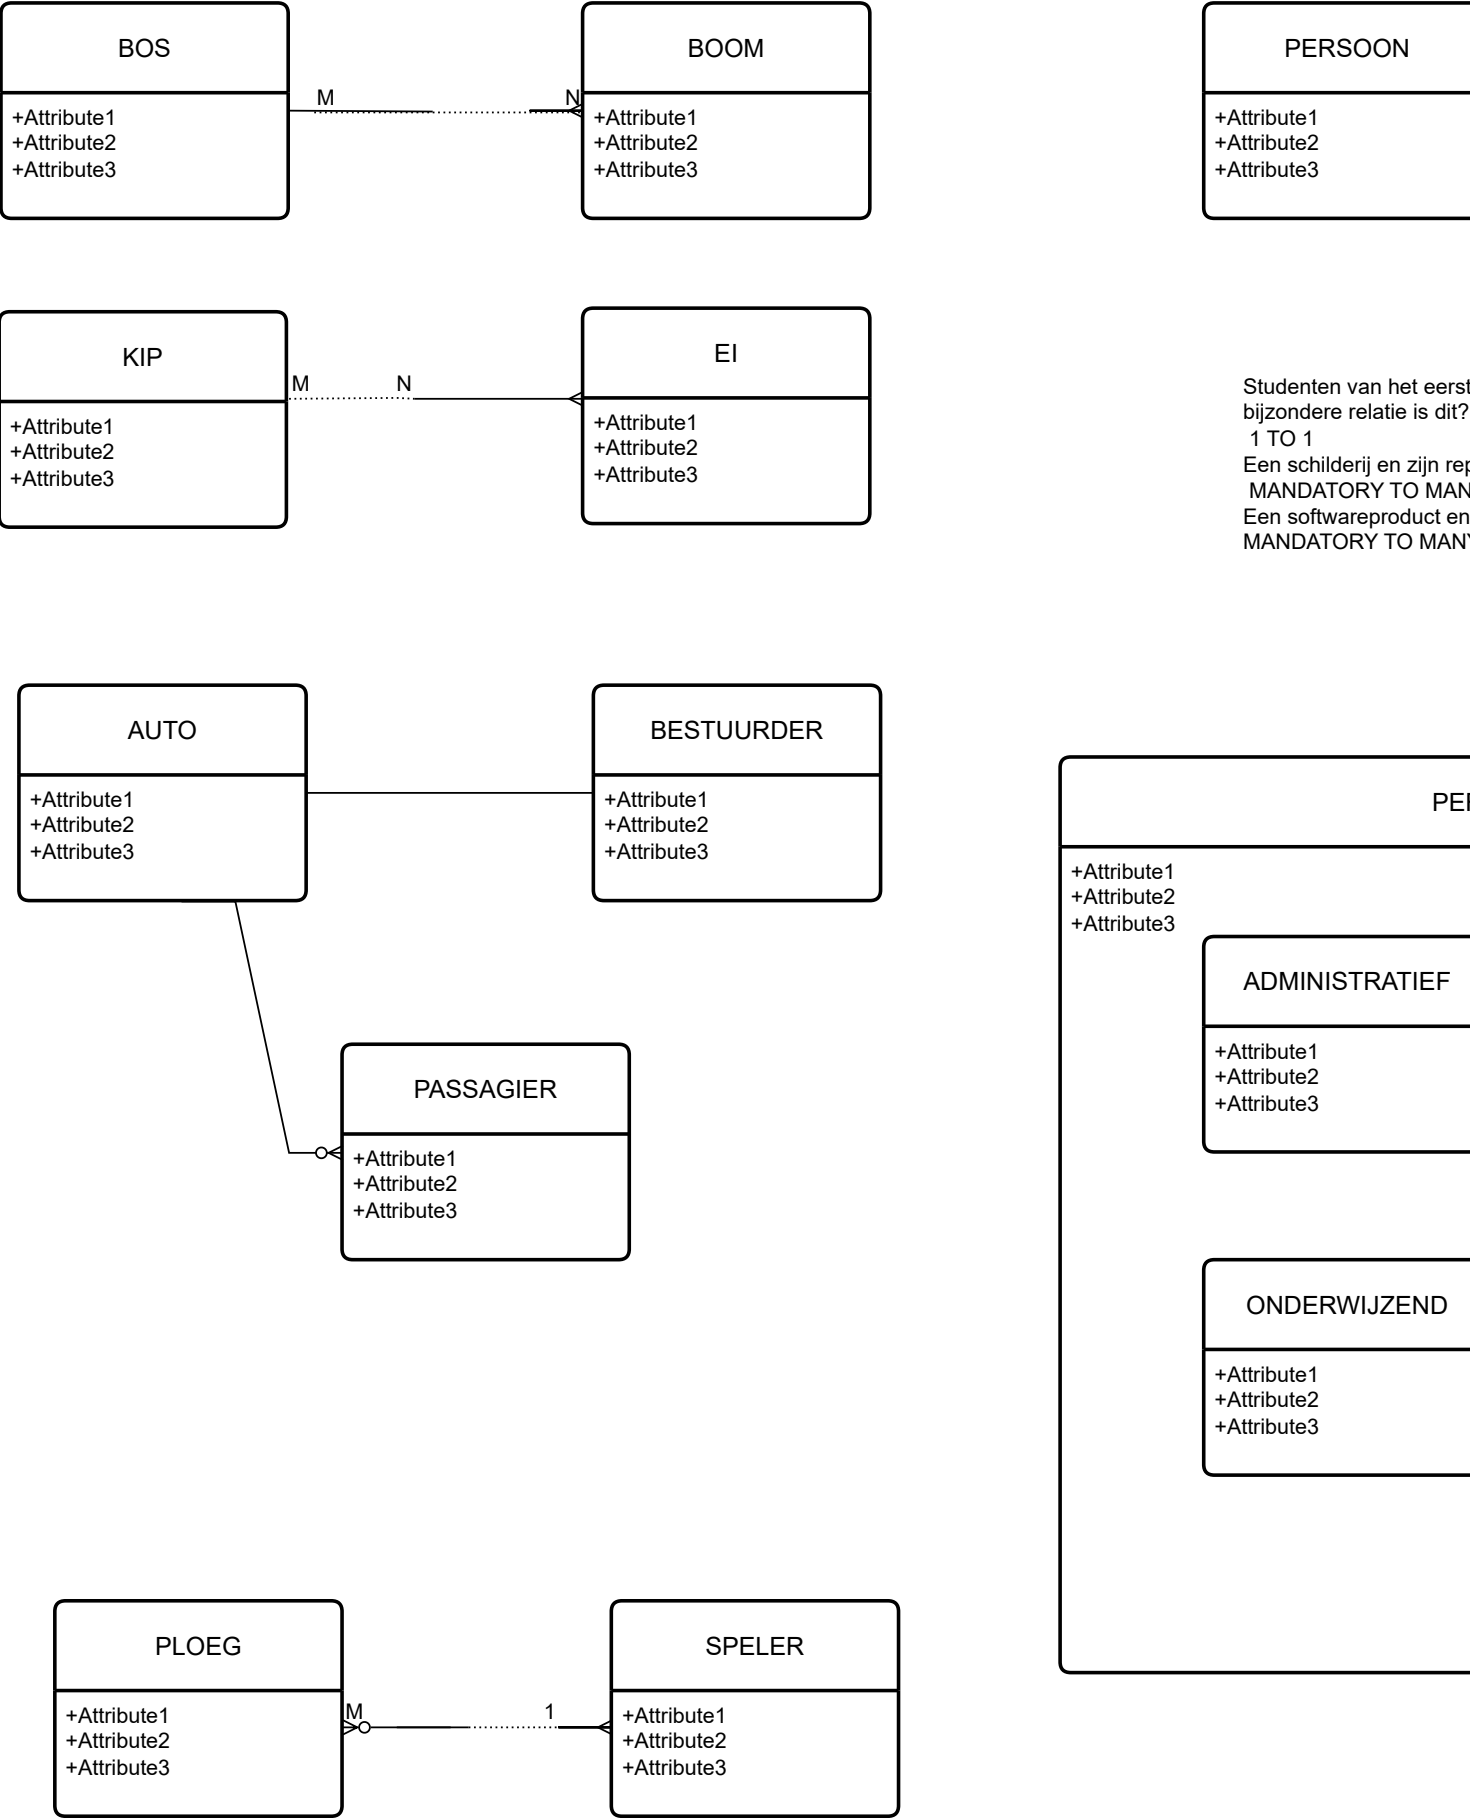 BOS
+Attribute1
+Attribute2
+Attribute3
M
N
BOOM
+Attribute1
+Attribute2
+Attribute3
PERSOON
+Attribute1
+Attribute2
+Attribute3
KIP
+Attribute1
+Attribute2
+Attribute3
M
N
EI
+Attribute1
+Attribute2
+Attribute3
Studenten van het eerst
bijzondere relatie is dit?
1 TO 1
Een schilderij en zijn rep
MANDATORY TO MAN
Een softwareproduct en
MANDATORY TO MANY
AUTO
+Attribute1
+Attribute2
+Attribute3
BESTUURDER
+Attribute1
+Attribute2
+Attribute3
PASSAGIER
+Attribute1
+Attribute2
+Attribute3
PER
+Attribute1
+Attribute2
+Attribute3
ADMINISTRATIEF
+Attribute1
+Attribute2
+Attribute3
ONDERWIJZEND
+Attribute1
+Attribute2
+Attribute3
PLOEG
+Attribute1
+Attribute2
+Attribute3
M
1
SPELER
+Attribute1
+Attribute2
+Attribute3